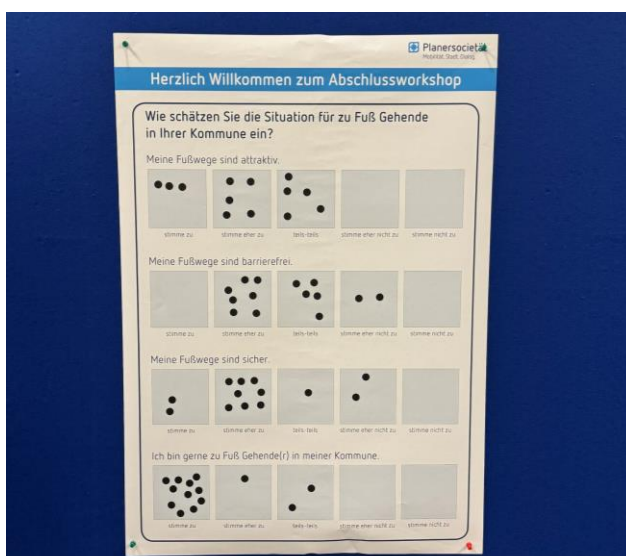 Planersocietät
Mobilität. Stadt. Dialog.
Herzlich Willkommen zum Abschlussworkshop
Wie schätzen Sie die Situation für zu Fuß Gehende
in Ihrer Kommune ein?
Meine Fußwege sind attraktiv.
stimme zu stimme eher zu teils-teils stimme eher nicht zu stimme nicht zu
Meine Fußwege sind barrierefrei.
stimme zu stimme eher zu teils-teils stimme eher nicht zu stimme nicht zu
Meine Fußwege sind sicher.
stimme zu stimme eher zu teils-teils stimme eher nicht zu stimme nicht zu
Ich bin gerne zu Fuß Gehende(r) in meiner Kommune.
stimme zu stimme eher zu teils-teils stimme eher nicht zu stimme nicht zu